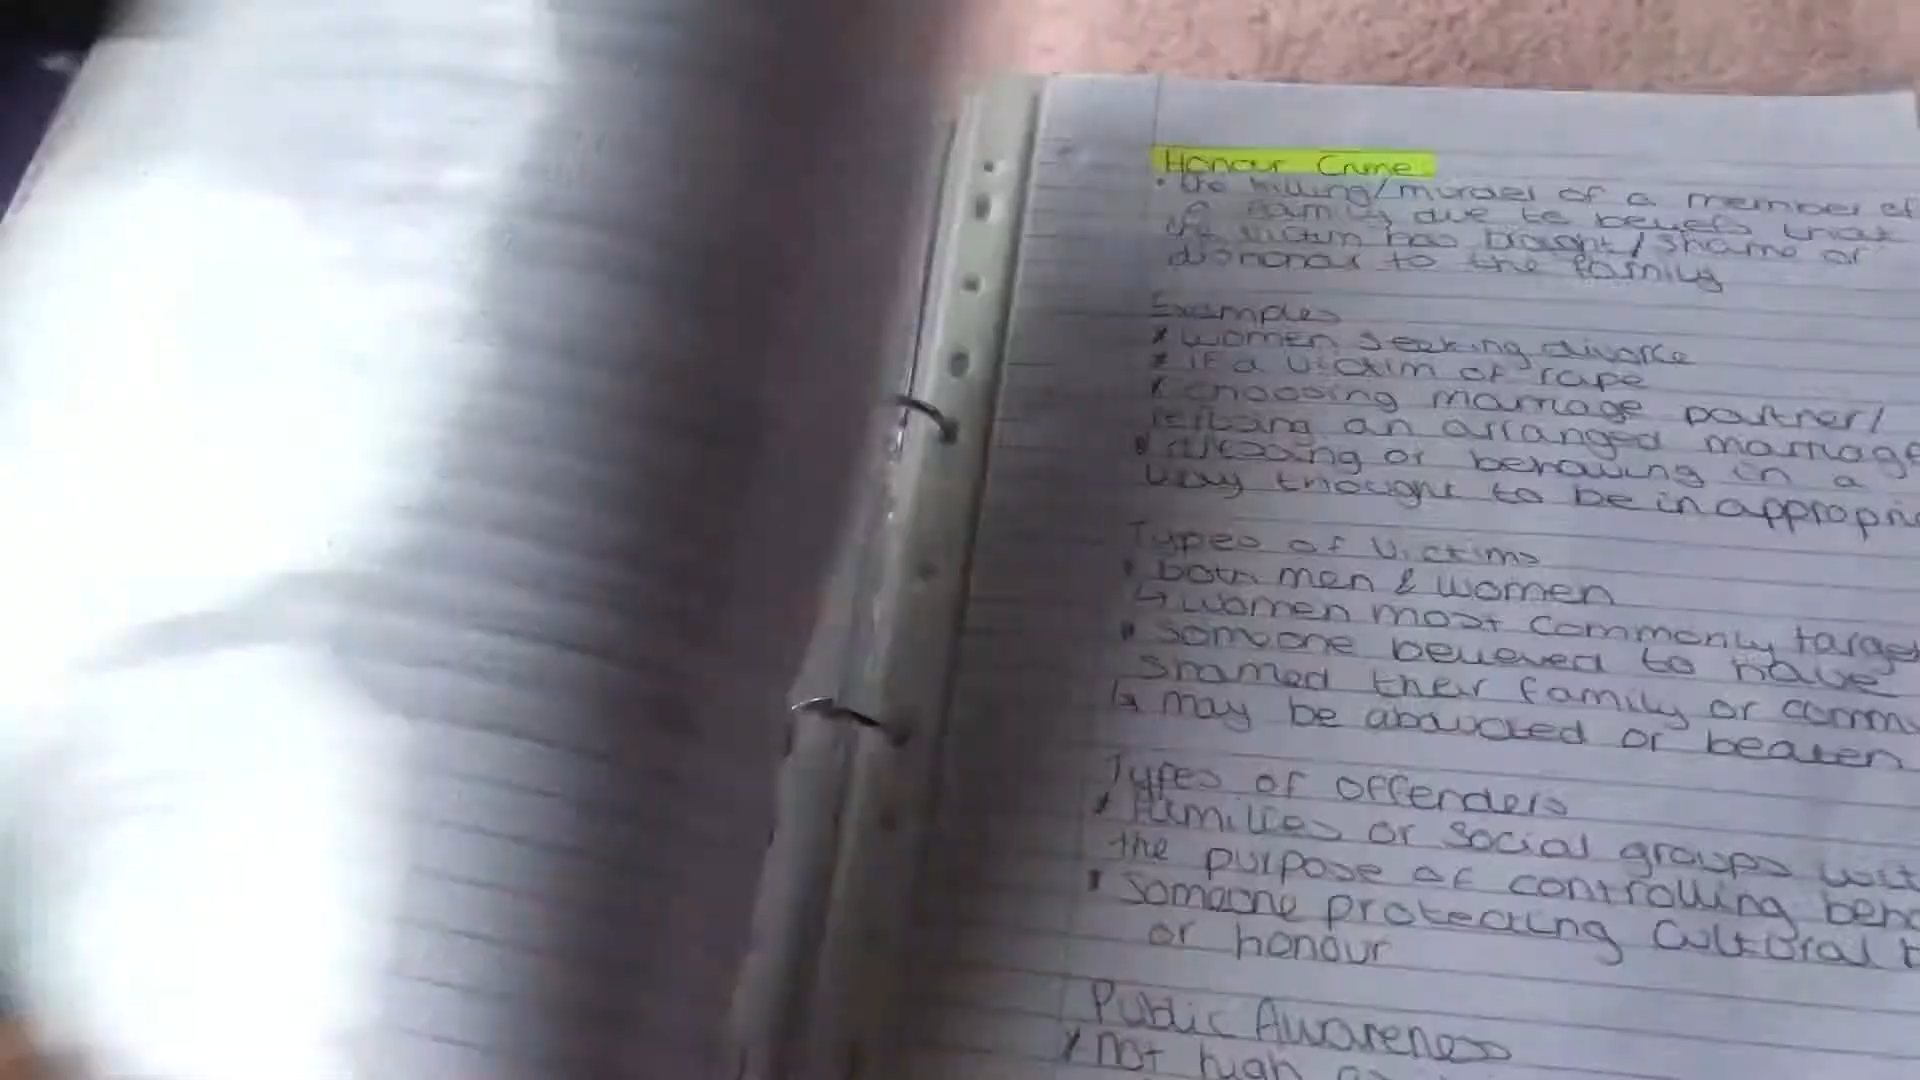 Honour Crime
• the killing/murder of a member of
a family due to beliefs that
the victim has brought/shame or
dishonour to the family
Examples
* women seeking divorce
* if a victim of rape
* choosing marriage partner/
refusing an arranged marriage
* dressing or behaving in a
way thought to be inappropri
Types of Victims
• both men & women
↳ women most commonly target
• someone believed to have
shamed their family or comm
↳ may be abducted or beaten
Types of offenders
* families or social groups wit
the purpose of controlling beha
• someone protecting cultural
or honour
Public Awareness
* not high